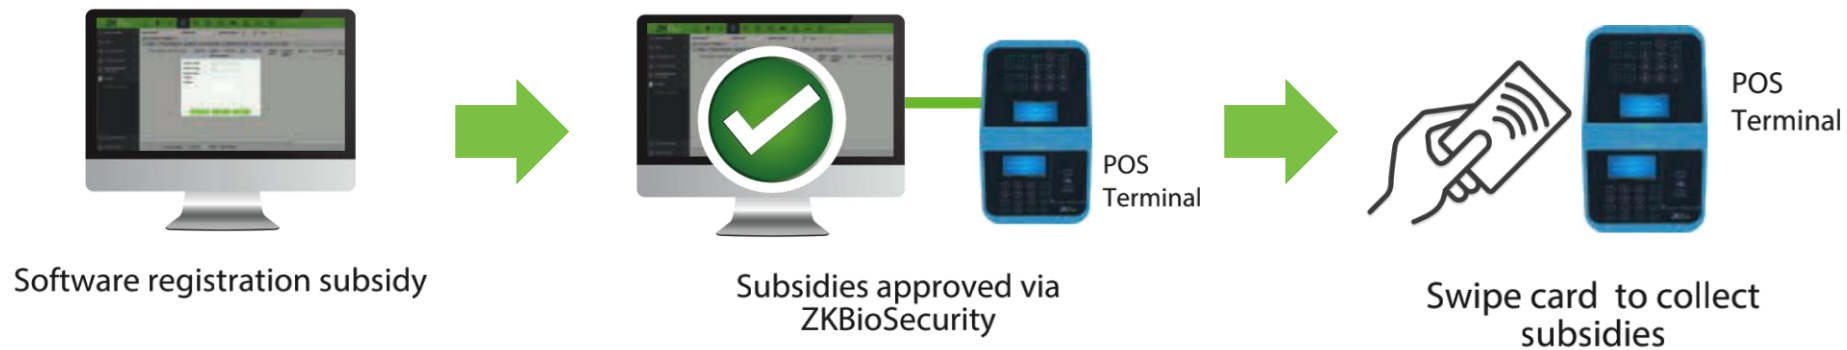 POS
Terminal
POS
Terminal
Software registration subsidy
Subsidies approved via
ZKBioSecurity
Swipe card to collect
subsidies